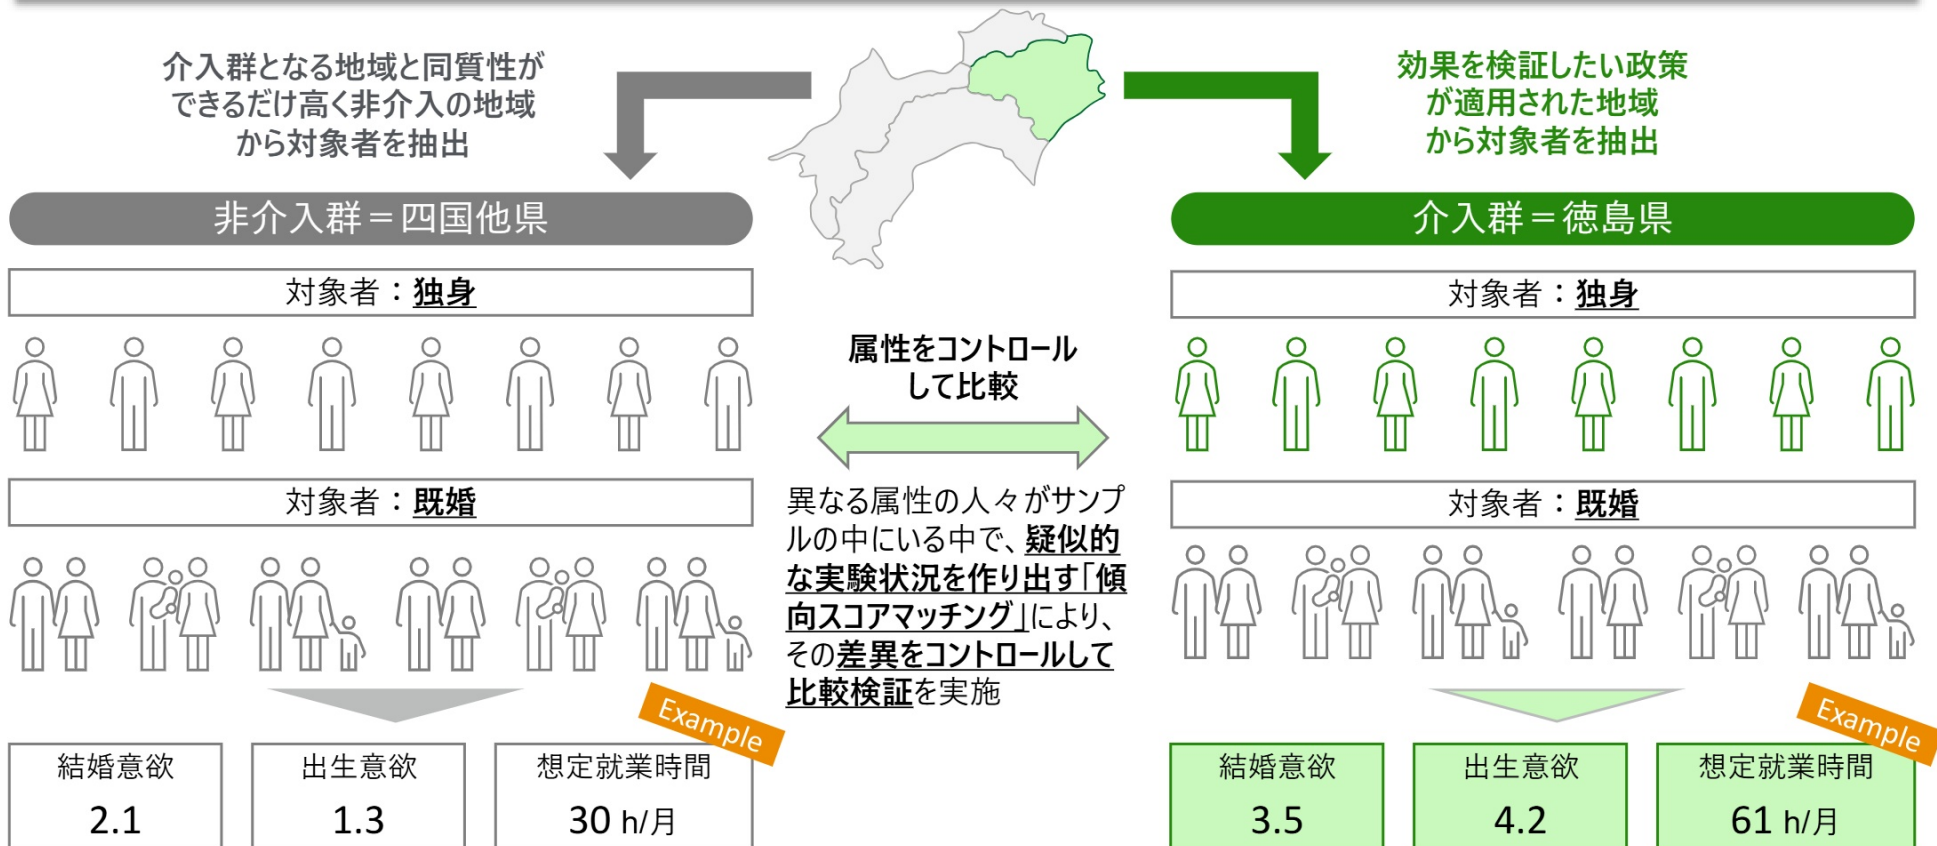 介入群となる地域と同質性が
できるだけ高く非介入の地域
から対象者を抽出
効果を検証したい政策
が適用された地域
から対象者を抽出
非介入群＝四国他県
介入群＝徳島県
対象者：独身
対象者：独身
属性をコントロール
して比較
対象者：既婚
対象者：既婚
異なる属性の人々がサンプ
ルの中にいる中で、疑似的
な実験状況を作り出す「傾
向スコアマッチング」により、
その差異をコントロールして
比較検証を実施
Example
Example
結婚意欲
2.1
出生意欲
1.3
想定就業時間
30 h/月
結婚意欲
3.5
出生意欲
4.2
想定就業時間
61 h/月